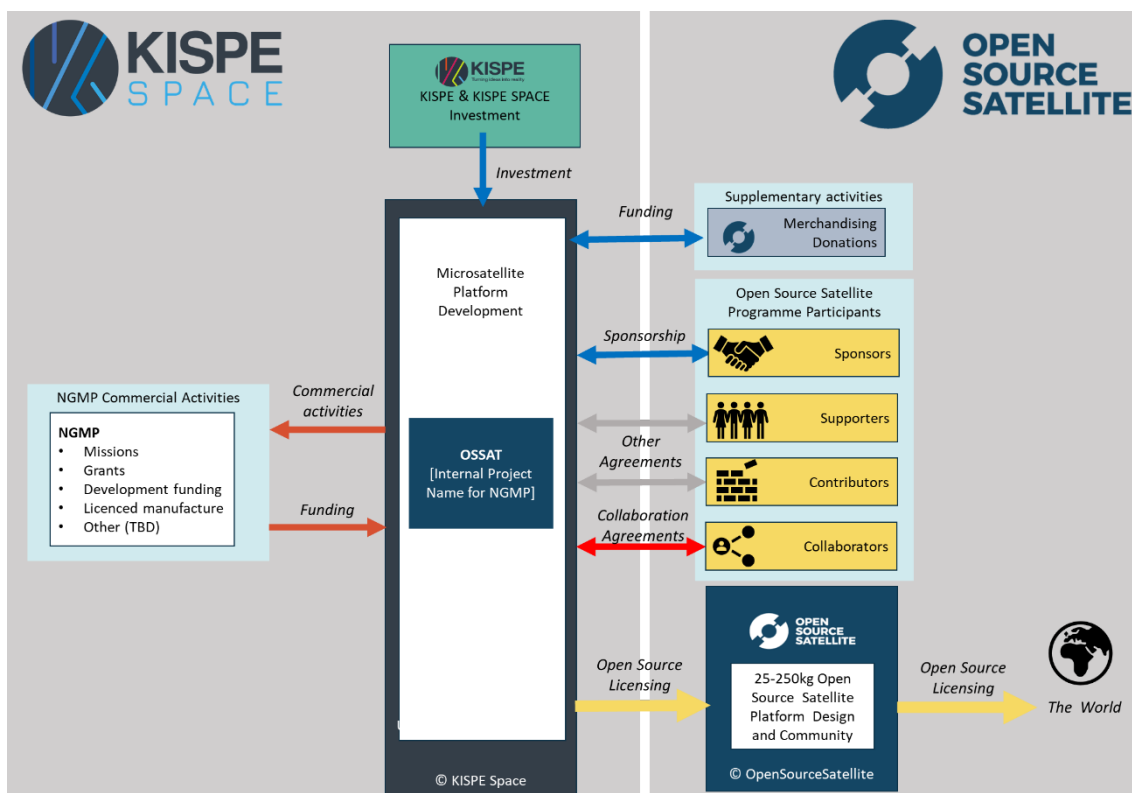 KISPE
SPACE
KISPE
Turning ideas into reality
KISPE & KISPE SPACE
Investment
Investment
OPEN
SOURCE
SATELLITE
Supplementary activities
Merchandising
Donations
Funding
Microsatellite
Platform
Development
Open Source Satellite
Programme Participants
Sponsorship
Sponsors
NGMP Commercial Activities
NGMP
• Missions
• Grants
• Development funding
• Licenced manufacture
• Other (TBD)
Commercial
activities
Funding
OSSAT
[Internal Project
Name for NGMP]
Supporters
Other
Agreements
Contributors
Collaboration
Agreements
Collaborators
Open Source
Licensing
OPEN
SOURCE
SATELLITE
25-250kg Open
Source Satellite
Platform Design
and Community
Open Source
Licensing
The World
© KISPE Space
© OpenSourceSatellite